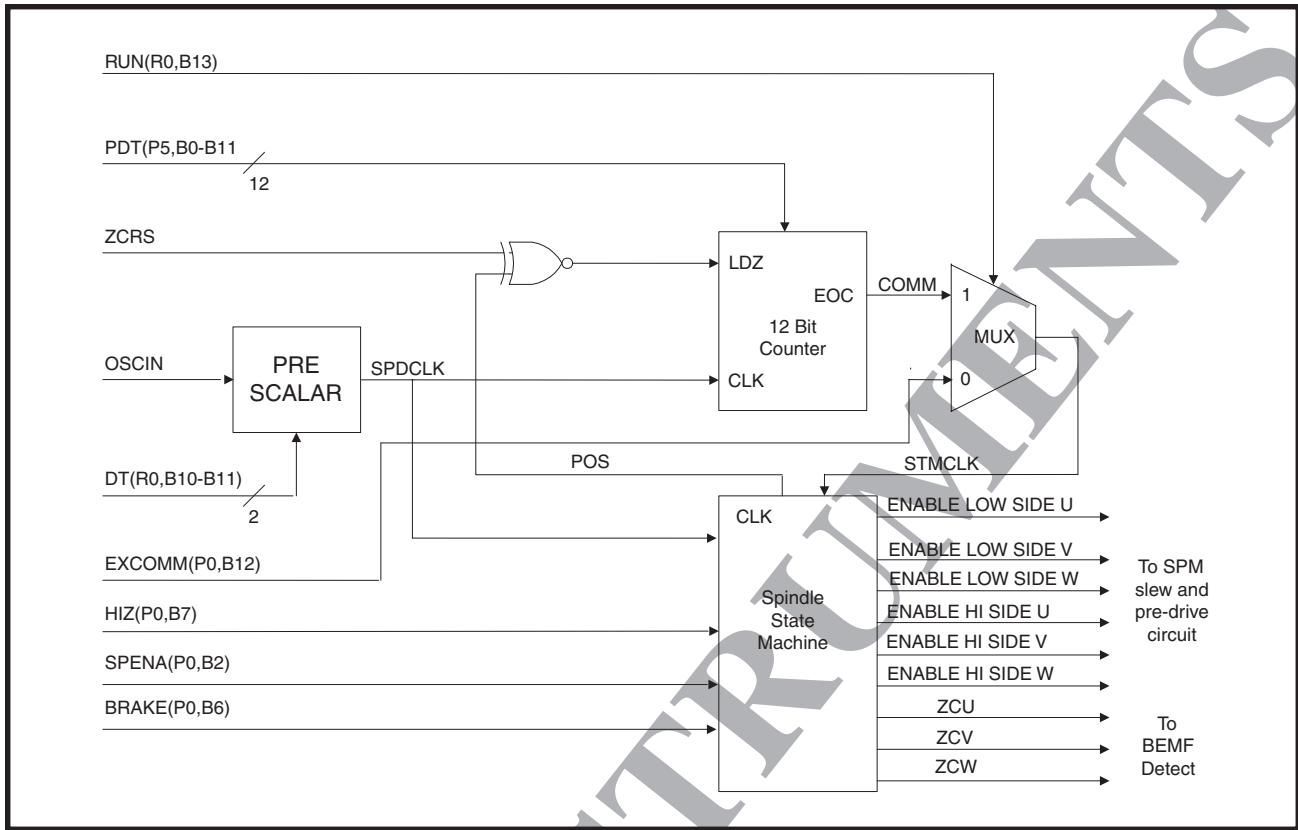 RUN(R0,B13)
PDT(P5,B0-B11
12
ZCRS
LDZ
EOC
COMM
1
12 Bit
Counter
MUX
OSCIN
PRE
SCALAR
SPDCLK
CLK
0
POS
STMCLK
DT(R0,B10-B11)
2
CLK
ENABLE LOW SIDE U
EXCOMM(P0,B12)
ENABLE LOW SIDE V
ENABLE LOW SIDE W
To SPM
slew and
pre-drive
circuit
Spindle
State
Machine
HIZ(P0,B7)
ENABLE HI SIDE U
ENABLE HI SIDE V
SPENA(P0,B2)
ENABLE HI SIDE W
BRAKE(P0,B6)
ZCU
ZCV
ZCW
To
BEMF
Detect
TRUMENTS